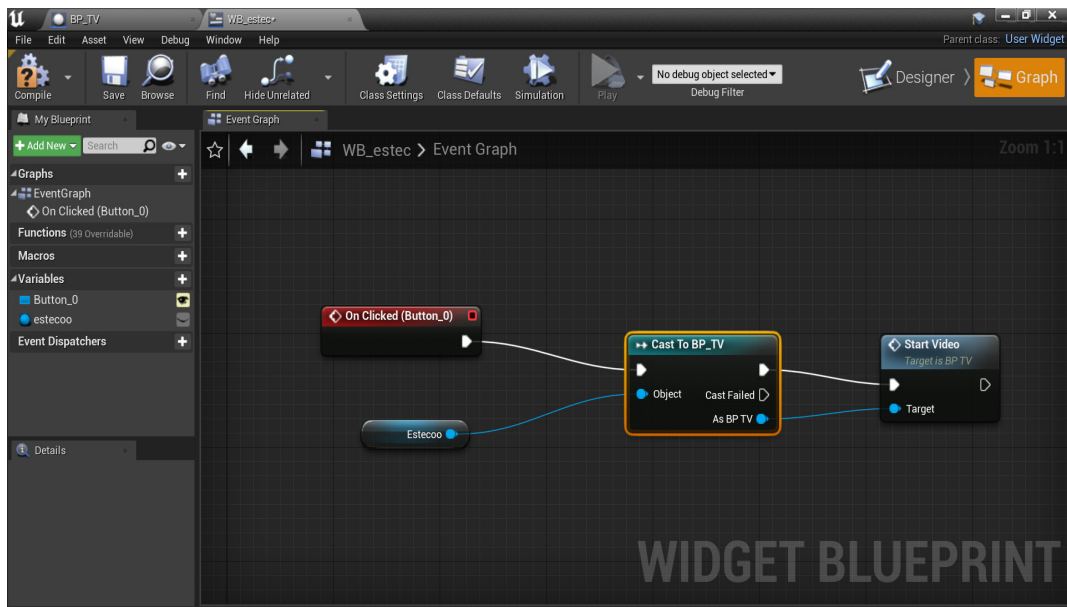 BP_TV
WB_estec*
File Edit Asset View Debug Window Help
Parent class: User Widget
Compile
Save
Browse
Find
Hide Unrelated
Class Settings
Class Defaults
Simulation
Play
No debug object selected
Debug Filter
Designer
Graph
My Blueprint
Event Graph
+ Add New
Search
WB_estec > Event Graph
Zoom 1:1
Graphs
EventGraph
On Clicked (Button_0)
Functions (39 Overridable)
Macros
Variables
Button_0
estecoo
Event Dispatchers
Details
On Clicked (Button_0)
Estecoo
Cast To BP_TV
Object
Cast Failed
As BP TV
Start Video
Target is BP TV
Target
WIDGET BLUEPRINT